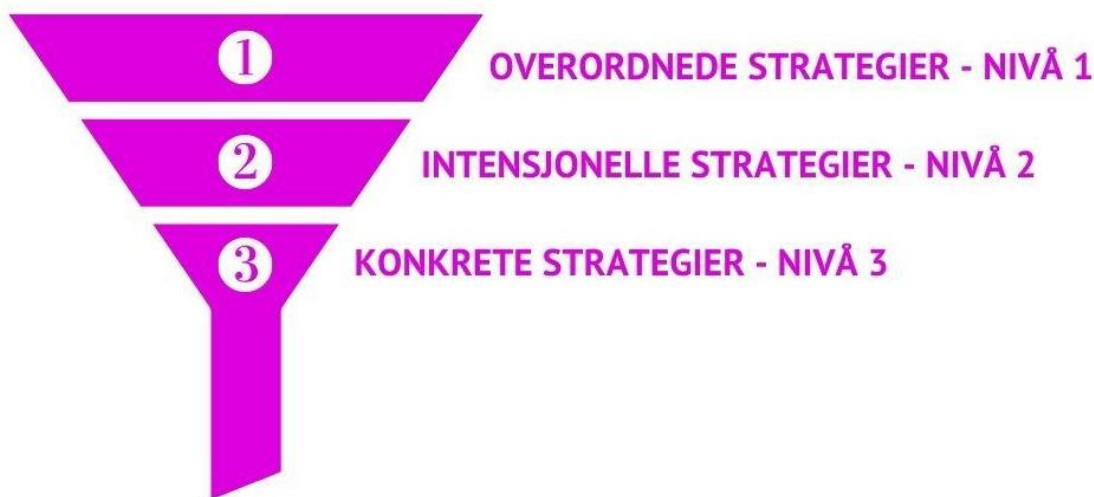 1 OVERORDNEDE STRATEGIER - NIVÅ 1
2 INTENSJONELLE STRATEGIER - NIVÅ 2
3 KONKRETE STRATEGIER - NIVÅ 3